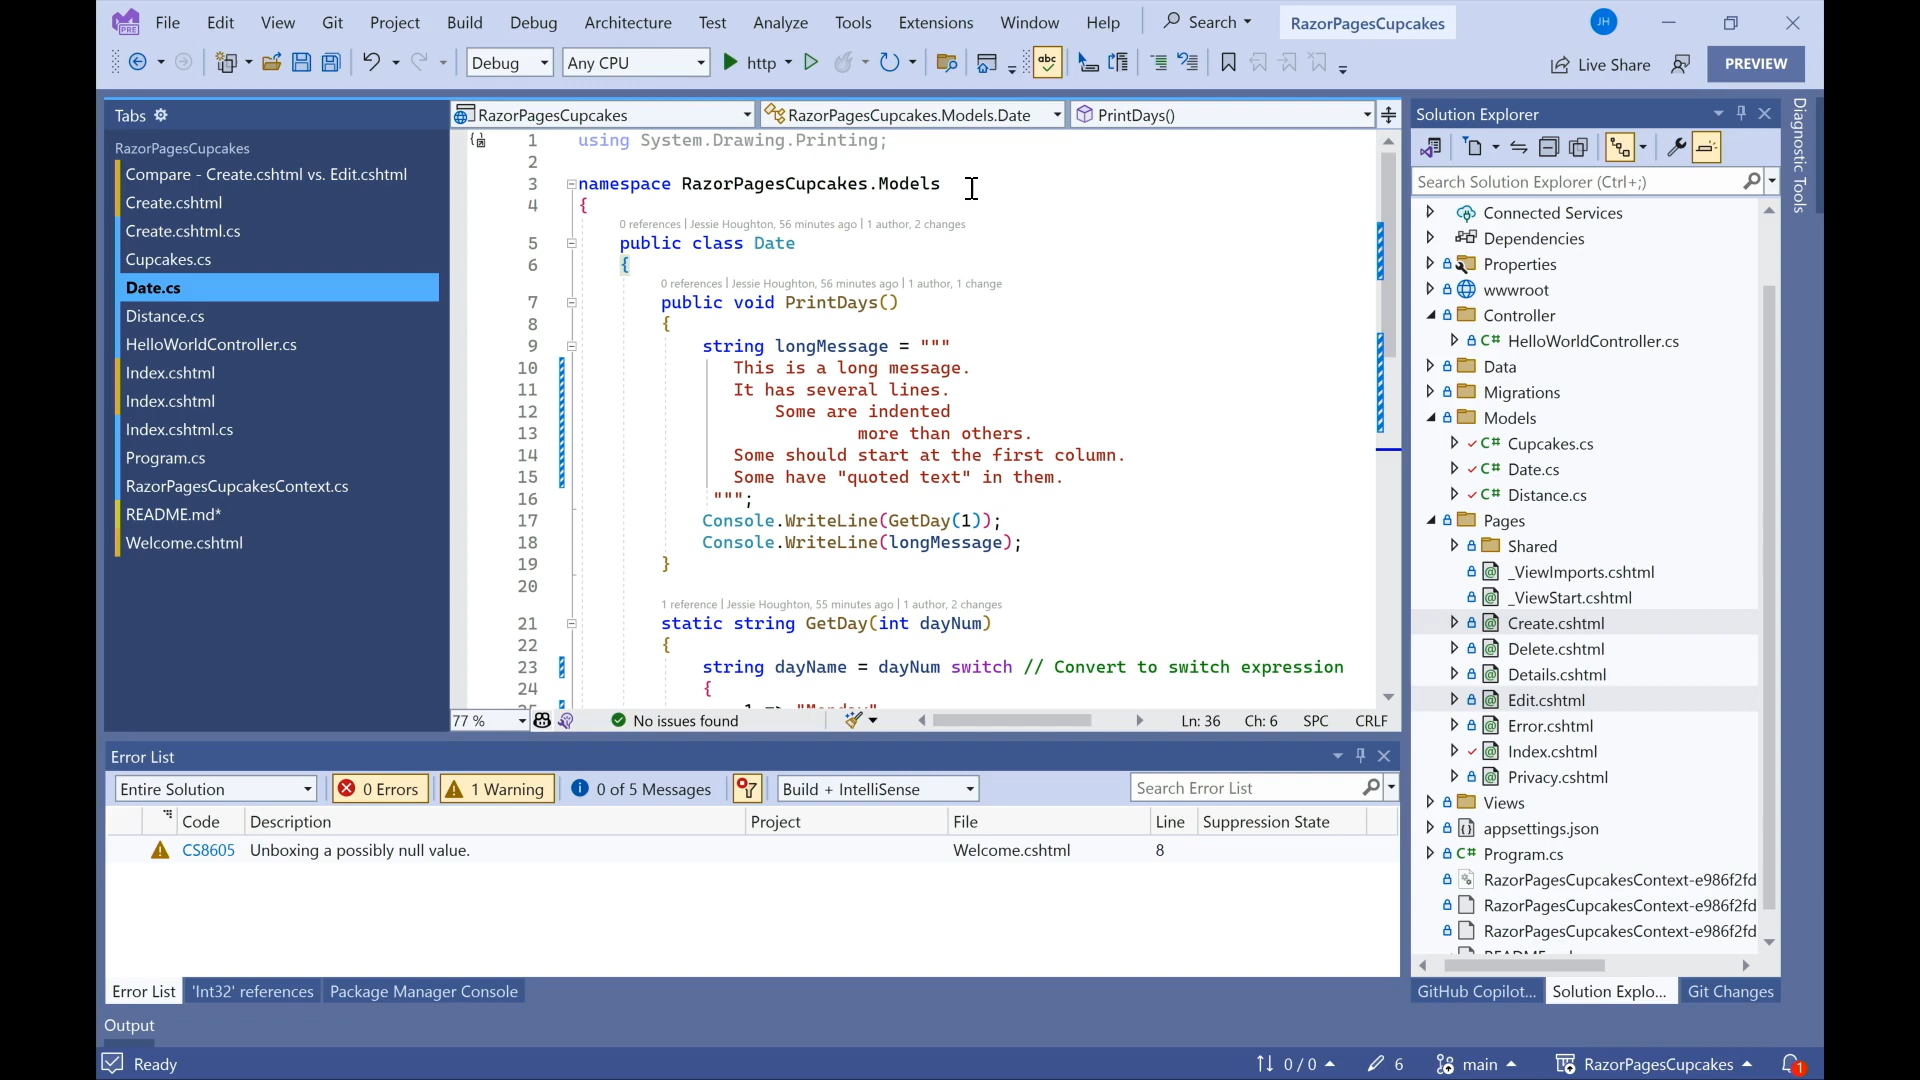 File Edit View Git Project Build Debug Architecture Test Analyze Tools Extensions Window Help Search RazorPagesCupcakes JH
Debug Any CPU http abc Live Share PREVIEW
Tabs
RazorPagesCupcakes
Compare - Create.cshtml vs. Edit.cshtml
Create.cshtml
Create.cshtml.cs
Cupcakes.cs
Date.cs
Distance.cs
HelloWorldController.cs
Index.cshtml
Index.cshtml
Index.cshtml.cs
Program.cs
RazorPagesCupcakesContext.cs
README.md*
Welcome.cshtml
RazorPagesCupcakes RazorPagesCupcakes.Models.Date PrintDays()
1 using System.Drawing.Printing;
2
3 namespace RazorPagesCupcakes.Models
4 {
0 references | Jessie Houghton, 56 minutes ago | 1 author, 2 changes
5 public class Date
6 {
0 references | Jessie Houghton, 56 minutes ago | 1 author, 1 change
7 public void PrintDays()
8 {
9 string longMessage = """
10 This is a long message.
11 It has several lines.
12 Some are indented
13 more than others.
14 Some should start at the first column.
15 Some have "quoted text" in them.
16 """;
17 Console.WriteLine(GetDay(1));
18 Console.WriteLine(longMessage);
19 }
20
1 reference | Jessie Houghton, 55 minutes ago | 1 author, 2 changes
21 static string GetDay(int dayNum)
22 {
23 string dayName = dayNum switch // Convert to switch expression
24 {
77 % No issues found Ln: 36 Ch: 6 SPC CRLF
Solution Explorer
Search Solution Explorer (Ctrl+;)
Connected Services
Dependencies
Properties
wwwroot
Controller
C# HelloWorldController.cs
Data
Migrations
Models
C# Cupcakes.cs
C# Date.cs
C# Distance.cs
Pages
Shared
_ViewImports.cshtml
_ViewStart.cshtml
Create.cshtml
Delete.cshtml
Details.cshtml
Edit.cshtml
Error.cshtml
Index.cshtml
Privacy.cshtml
Views
appsettings.json
C# Program.cs
RazorPagesCupcakesContext-e986f2fd
RazorPagesCupcakesContext-e986f2fd
RazorPagesCupcakesContext-e986f2fd
GitHub Copilot... Solution Explo... Git Changes
Diagnostic Tools
Error List
Entire Solution 0 Errors 1 Warning 0 of 5 Messages Build + IntelliSense Search Error List
Code Description Project File Line Suppression State
CS8605 Unboxing a possibly null value. Welcome.cshtml 8
Error List 'Int32' references Package Manager Console
Output
Ready 0 / 0 6 main RazorPagesCupcakes 1